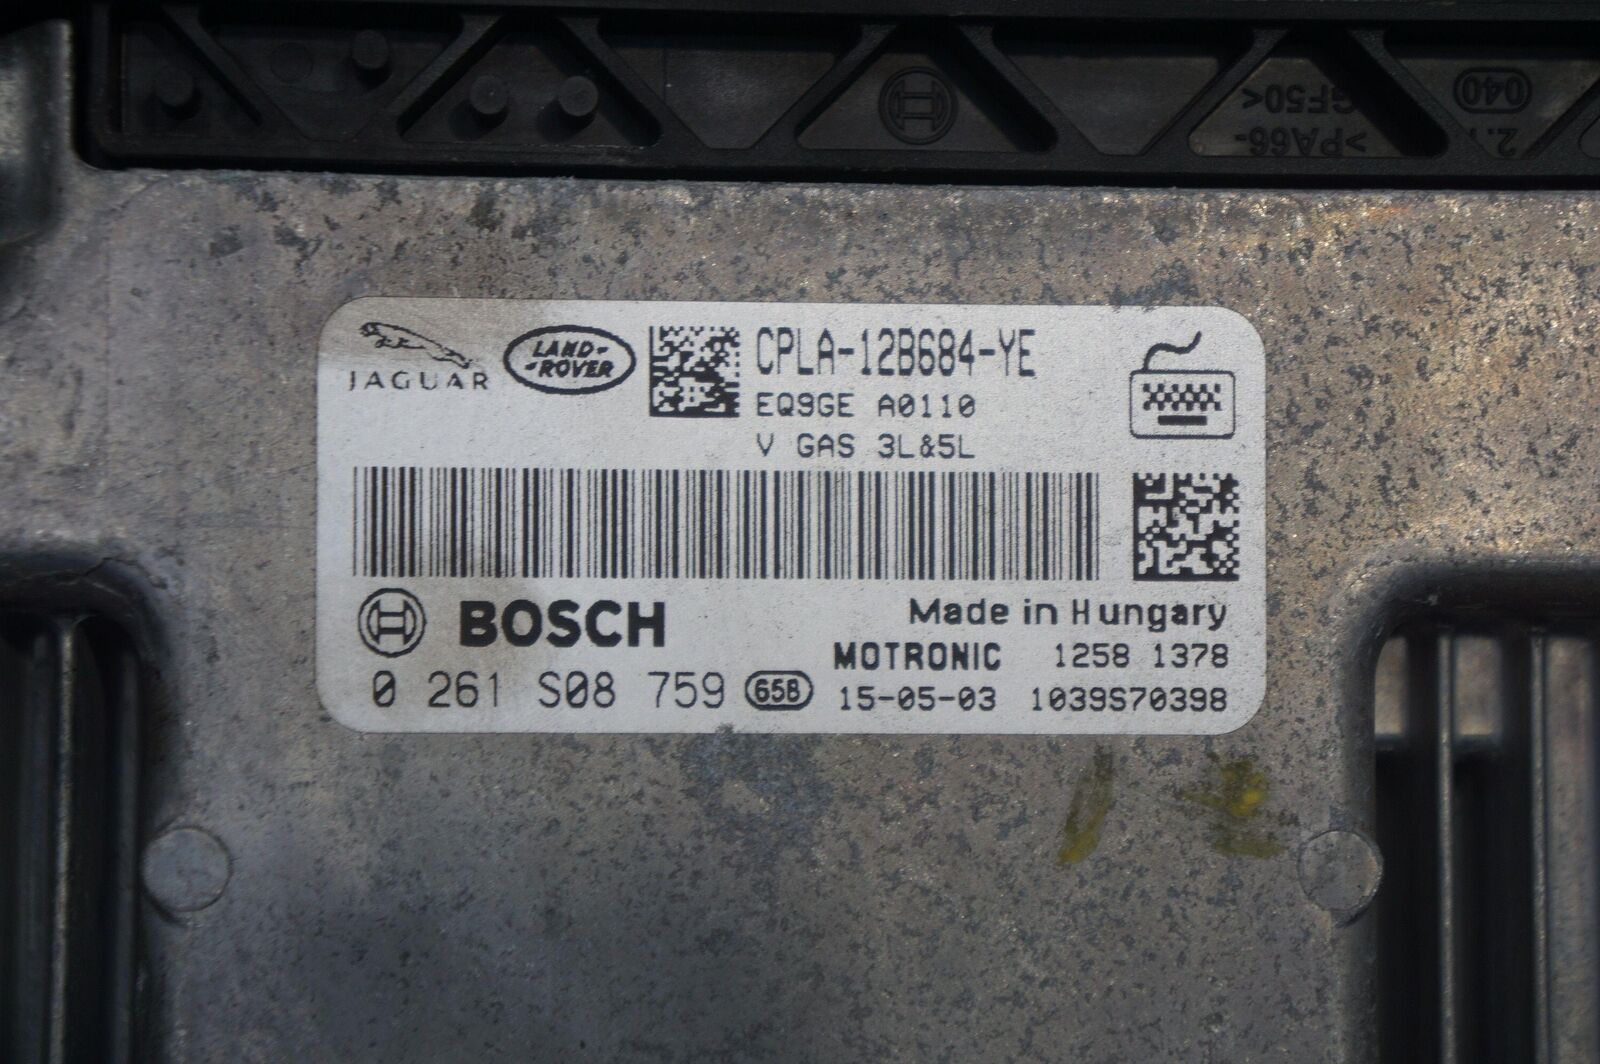 040
GF50<
>PA66-
JAGUAR
LAND-
-ROVER
CPLA-12B684-YE
EQ9GE A0110
V GAS 3L&5L
BOSCH
Made in Hungary
MOTRONIC 1258 1378
0 261 S08 759 65B 15-05-03 1039S70398